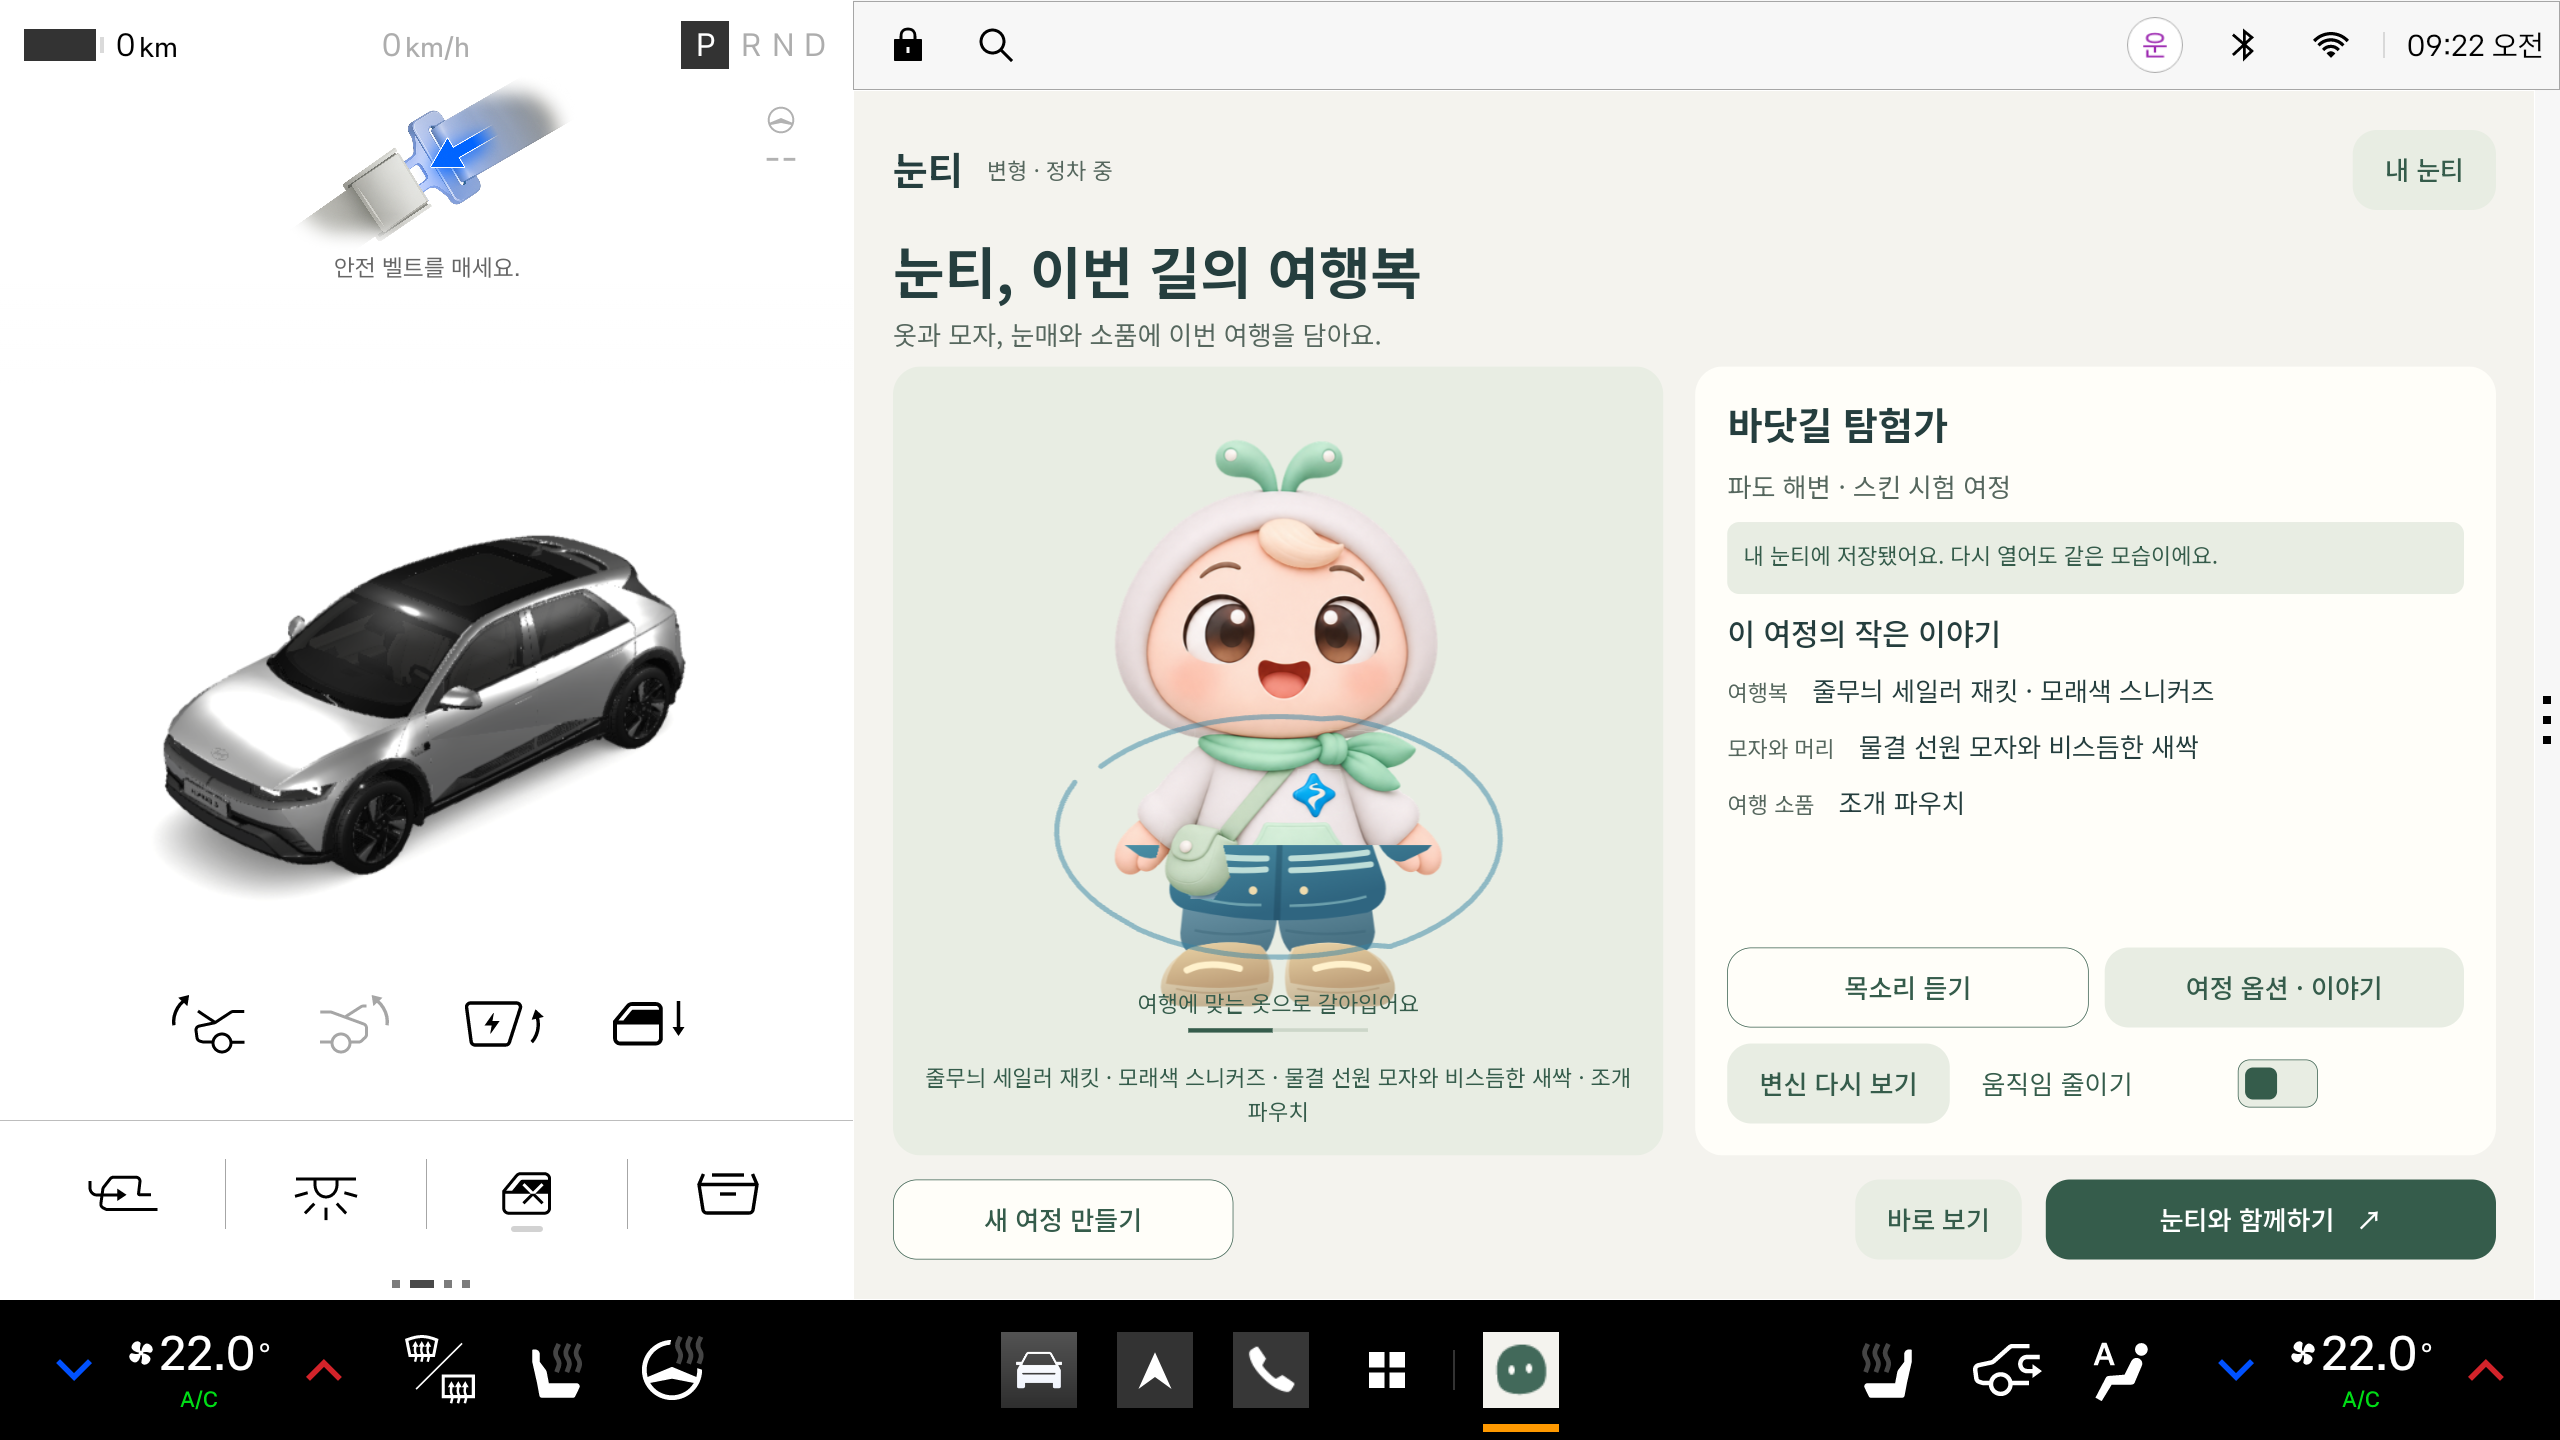 0 km
0 km/h
P R N D
운
09:22 오전
안전 벨트를 매세요.
눈티 변형 · 정차 중
내 눈티
눈티, 이번 길의 여행복
옷과 모자, 눈매와 소품에 이번 여행을 담아요.
여행에 맞는 옷으로 갈아입어요
줄무늬 세일러 재킷 · 모래색 스니커즈 · 물결 선원 모자와 비스듬한 새싹 · 조개
파우치
바닷길 탐험가
파도 해변 · 스킨 시험 여정
내 눈티에 저장됐어요. 다시 열어도 같은 모습이에요.
이 여정의 작은 이야기
여행복 줄무늬 세일러 재킷 · 모래색 스니커즈
모자와 머리 물결 선원 모자와 비스듬한 새싹
여행 소품 조개 파우치
목소리 듣기
여정 옵션 · 이야기
변신 다시 보기
움직임 줄이기
새 여정 만들기
바로 보기
눈티와 함께하기 ↗
22.0°
A/C
A
22.0°
A/C